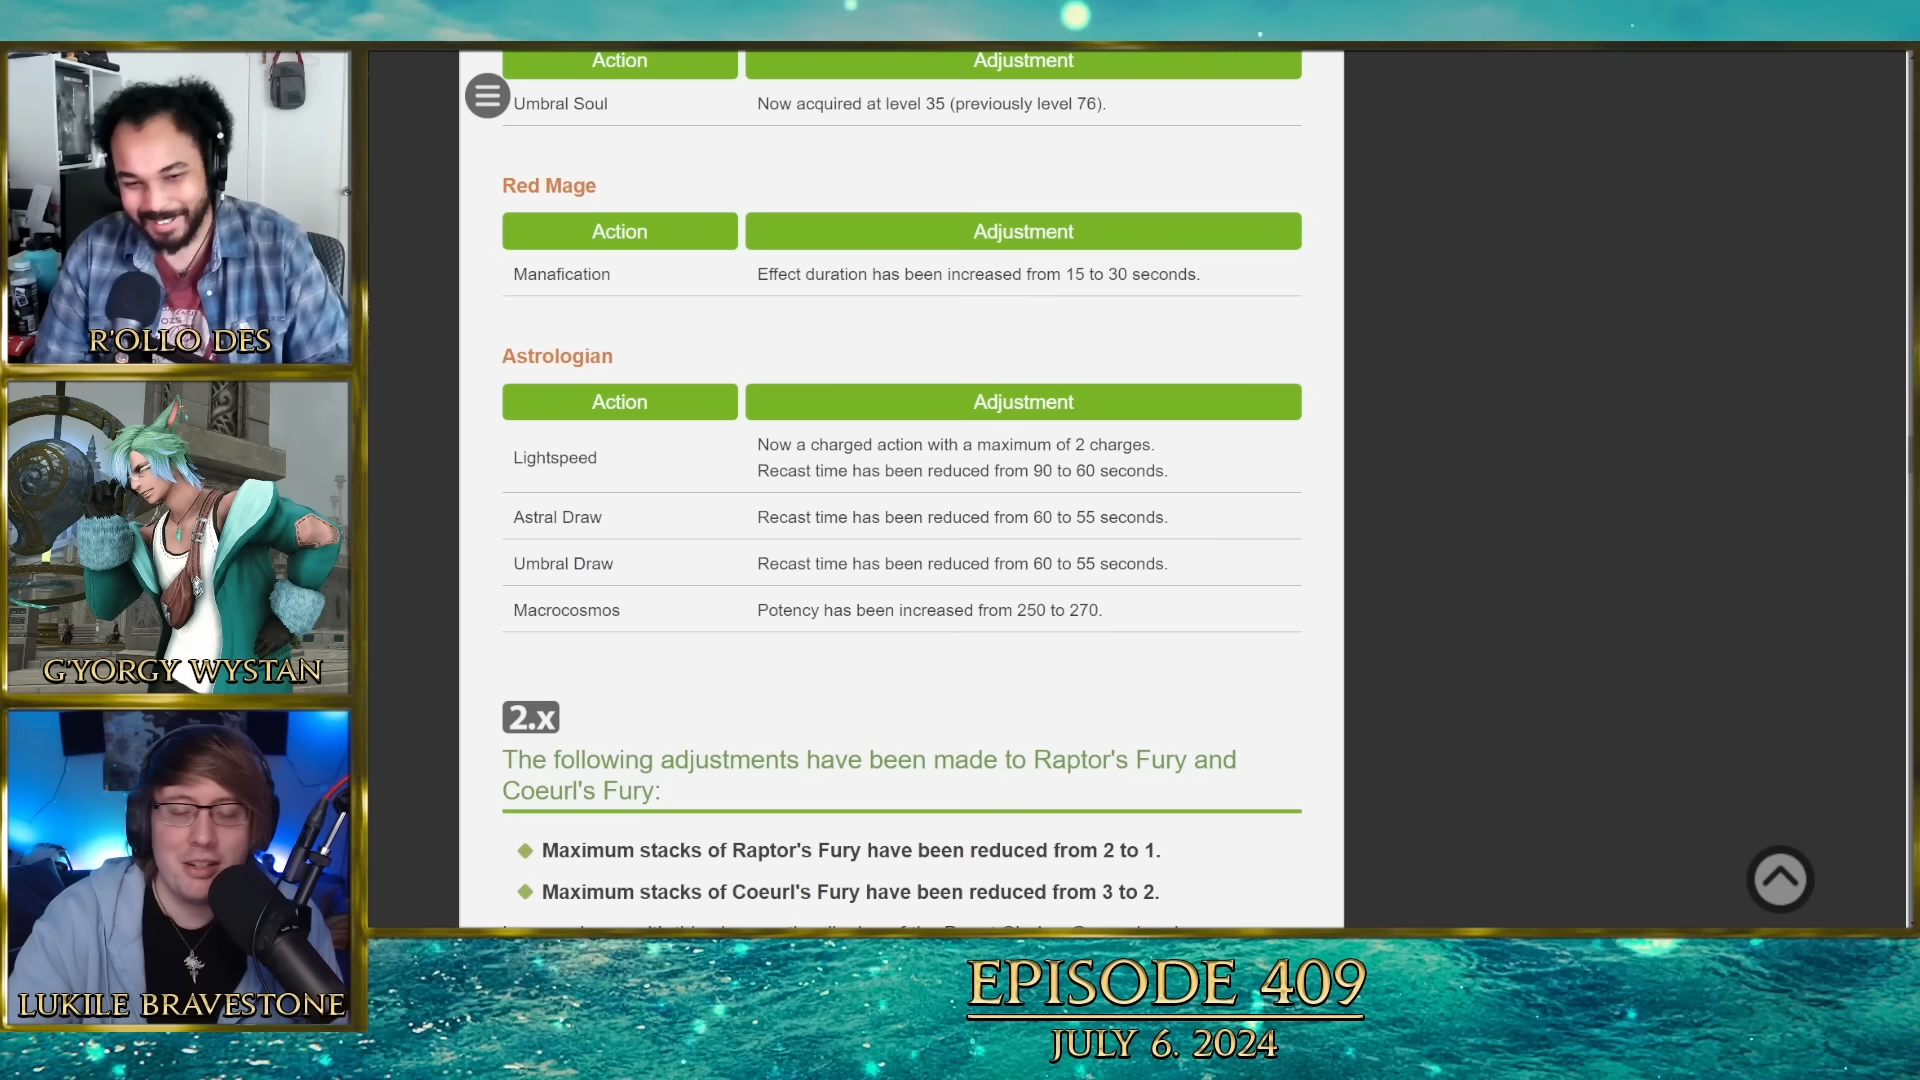 Action Adjustment
Umbral Soul Now acquired at level 35 (previously level 76).
Red Mage
Action Adjustment
Manafication Effect duration has been increased from 15 to 30 seconds.
Astrologian
Action Adjustment
Lightspeed Now a charged action with a maximum of 2 charges.
Recast time has been reduced from 90 to 60 seconds.
Astral Draw Recast time has been reduced from 60 to 55 seconds.
Umbral Draw Recast time has been reduced from 60 to 55 seconds.
Macrocosmos Potency has been increased from 250 to 270.
2.x
The following adjustments have been made to Raptor's Fury and
Coeurl's Fury:
Maximum stacks of Raptor's Fury have been reduced from 2 to 1.
Maximum stacks of Coeurl's Fury have been reduced from 3 to 2.
R'OLLO DES
G'YORGY WYSTAN
LUKILE BRAVESTONE
EPISODE 409
JULY 6. 2024